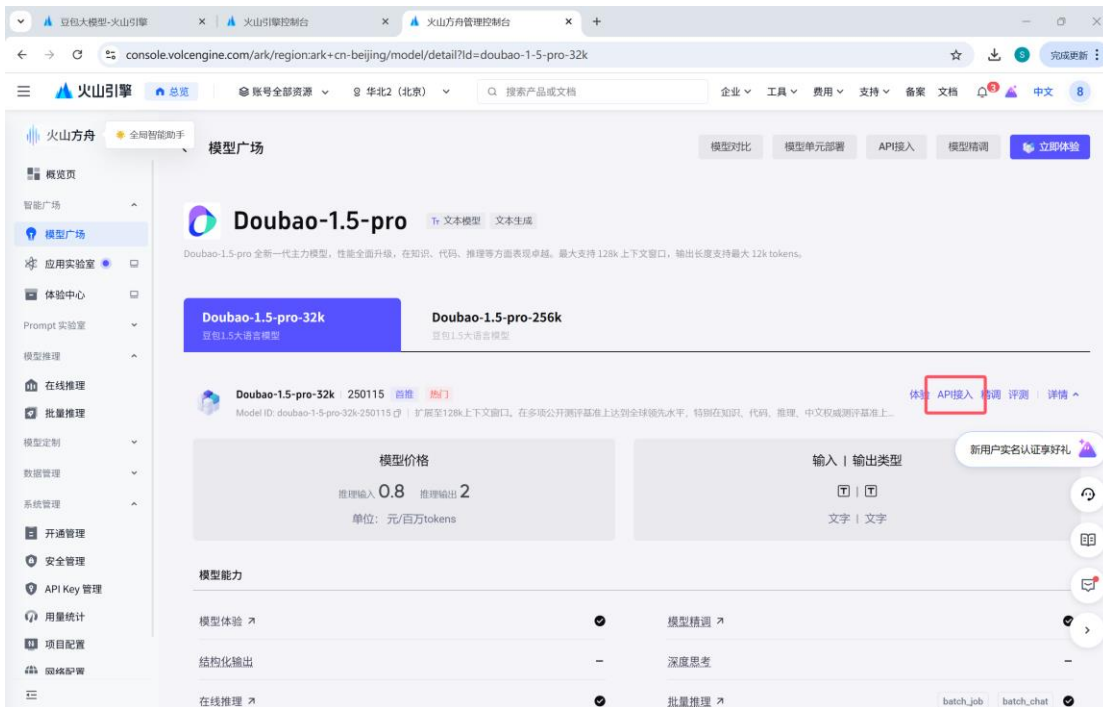 豆包大模型-火山引擎
火山引擎控制台
火山方舟管理控制台
console.volcengine.com/ark/region:ark+cn-beijing/model/detail?Id=doubao-1-5-pro-32k
S
完成更新
火山引擎
总览
账号全部资源
华北2（北京）
搜索产品或文档
企业
工具
费用
支持
备案
文档
3
中文
8
火山方舟
全局智能助手
模型广场
模型对比
模型单元部署
API接入
模型精调
立即体验
概览页
智能广场
模型广场
应用实验室
体验中心
Prompt 实验室
模型推理
在线推理
批量推理
模型定制
数据管理
系统管理
开通管理
安全管理
API Key 管理
用量统计
项目配置
网络配置
Doubao-1.5-pro
Tr 文本模型
文本生成
Doubao-1.5-pro 全新一代主力模型，性能全面升级，在知识、代码、推理等方面表现卓越。最大支持 128k 上下文窗口，输出长度支持最大 12k tokens。
Doubao-1.5-pro-32k
豆包1.5大语言模型
Doubao-1.5-pro-256k
豆包1.5大语言模型
Doubao-1.5-pro-32k | 250115 首推 热门
体验 API接入 精调 评测 | 详情
Model ID: doubao-1-5-pro-32k-250115 | 扩展至128k上下文窗口。在多项公开测评基准上达到全球领先水平，特别在知识、代码、推理、中文权威测评基准上...
新用户实名认证享好礼
模型价格
推理输入 0.8 推理输出 2
单位： 元/百万tokens
输入 | 输出类型
T | T
文字 | 文字
模型能力
模型体验
模型精调
结构化输出
–
深度思考
–
在线推理
批量推理
batch_job
batch_chat